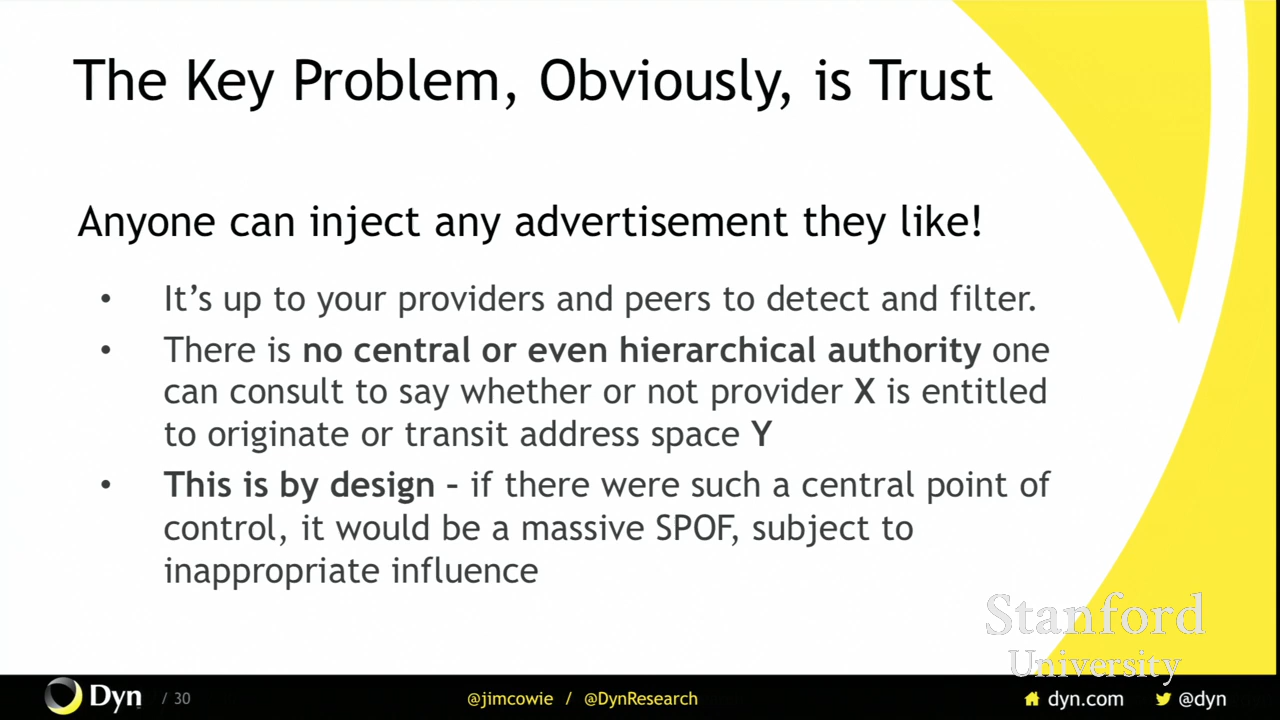 The Key Problem, Obviously, is Trust
Anyone can inject any advertisement they like!
• It’s up to your providers and peers to detect and filter.
• There is no central or even hierarchical authority one
can consult to say whether or not provider X is entitled
to originate or transit address space Y
• This is by design – if there were such a central point of
control, it would be a massive SPOF, subject to
inappropriate influence
Stanford
University
Dyn / 30 @jimcowie / @DynResearch dyn.com @dyn